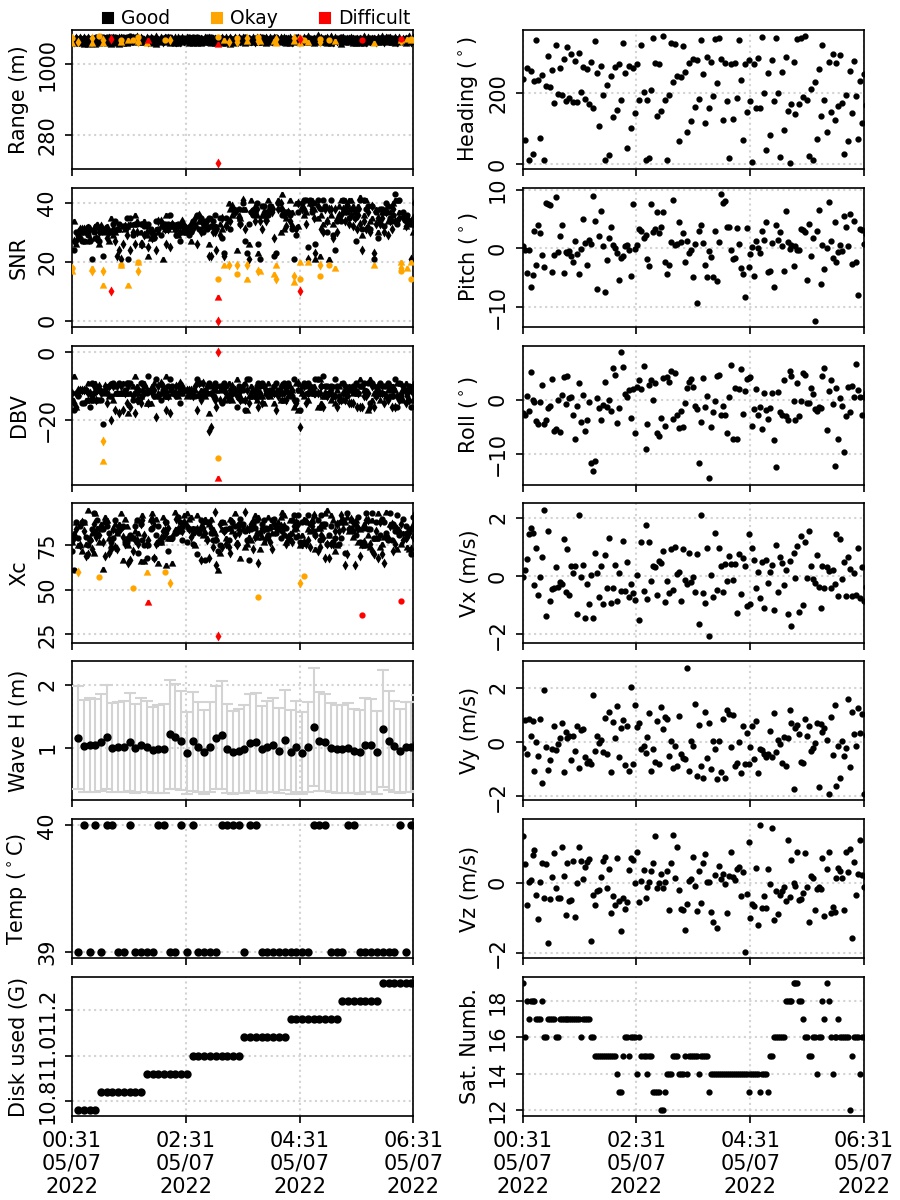 Good Okay Difficult
Range (m)
1000
280
Heading (°)
200
0
SNR
40
20
0
Pitch (°)
10
0
−10
DBV
0
−20
Roll (°)
0
−10
Xc
75
50
25
Vx (m/s)
2
0
−2
Wave H (m)
2
1
Vy (m/s)
2
0
−2
Temp (°C)
40
39
Vz (m/s)
0
−2
Disk used (G)
11.2
11.0
10.8
Sat. Numb.
18
16
14
12
00:31 02:31 04:31 06:31 00:31 02:31 04:31 06:31
05/07 05/07 05/07 05/07 05/07 05/07 05/07 05/07
2022 2022 2022 2022 2022 2022 2022 2022